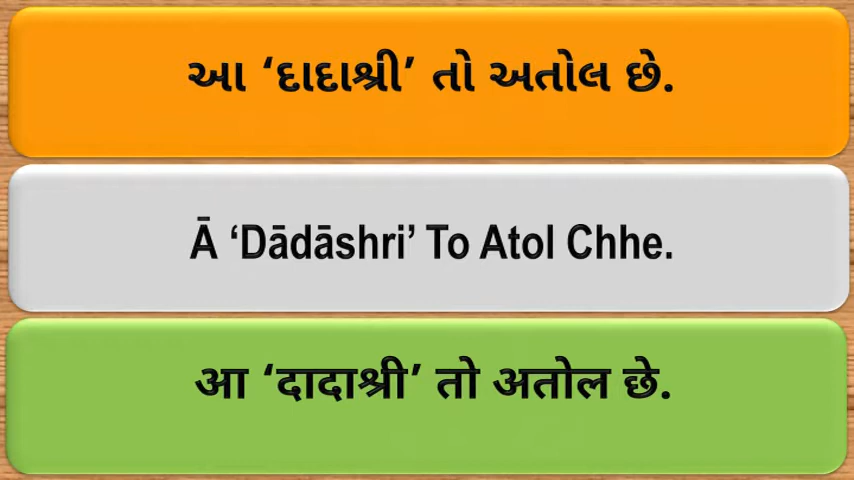 આ ‘દાદાશ્રી’ તો અતોલ છે.
Ā ‘Dādāshri’ To Atol Chhe.
आ ‘दादाश्री’ तो अतोल छे.